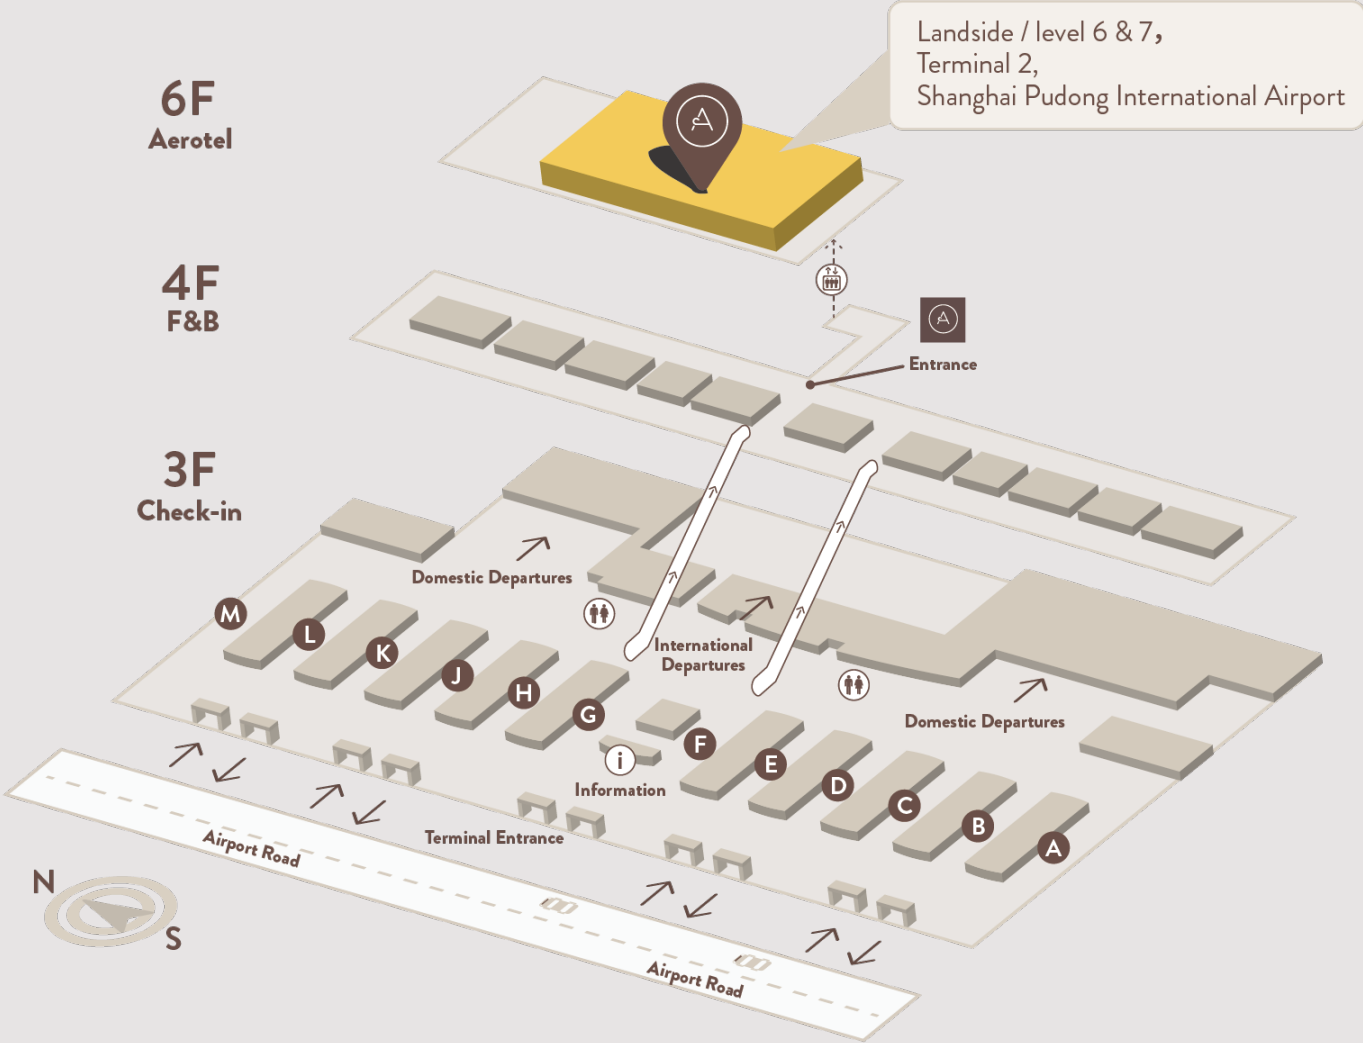 Landside / level 6 & 7,
Terminal 2,
Shanghai Pudong International Airport
6F
Aerotel
4F
F&B
Entrance
3F
Check-in
Domestic Departures
M
L
K
J
H
G
F
E
D
C
B
A
International
Departures
Domestic Departures
i
Information
Terminal Entrance
Airport Road
Airport Road
N
S